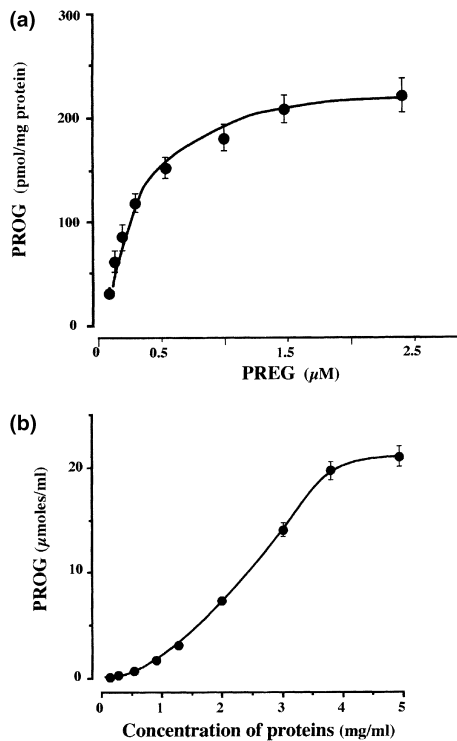 (a)
300
200
100
0
PROG (pmol/mg protein)
0 0.5 1.5 2.5
PREG (µM)
(b)
20
10
0
PROG (µmoles/ml)
0 1 2 3 4 5
Concentration of proteins (mg/ml)